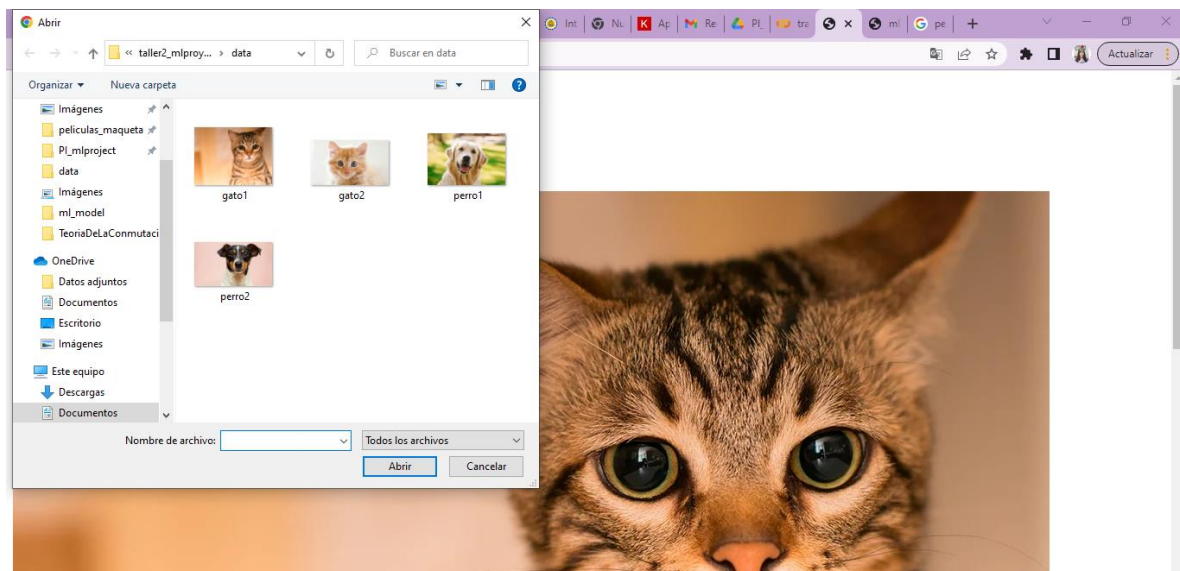 Abrir
Int
Nu
K Ap
Re
PI_
tra
ml
G pe
« taller2_mlproy... › data
Buscar en data
Actualizar
Organizar
Nueva carpeta
Imágenes
peliculas_maqueta
PI_mlproject
data
Imágenes
ml_model
TeoriaDeLaConmutaci
OneDrive
Datos adjuntos
Documentos
Escritorio
Imágenes
Este equipo
Descargas
Documentos
gato1
gato2
perro1
perro2
Nombre de archivo:
Todos los archivos
Abrir
Cancelar